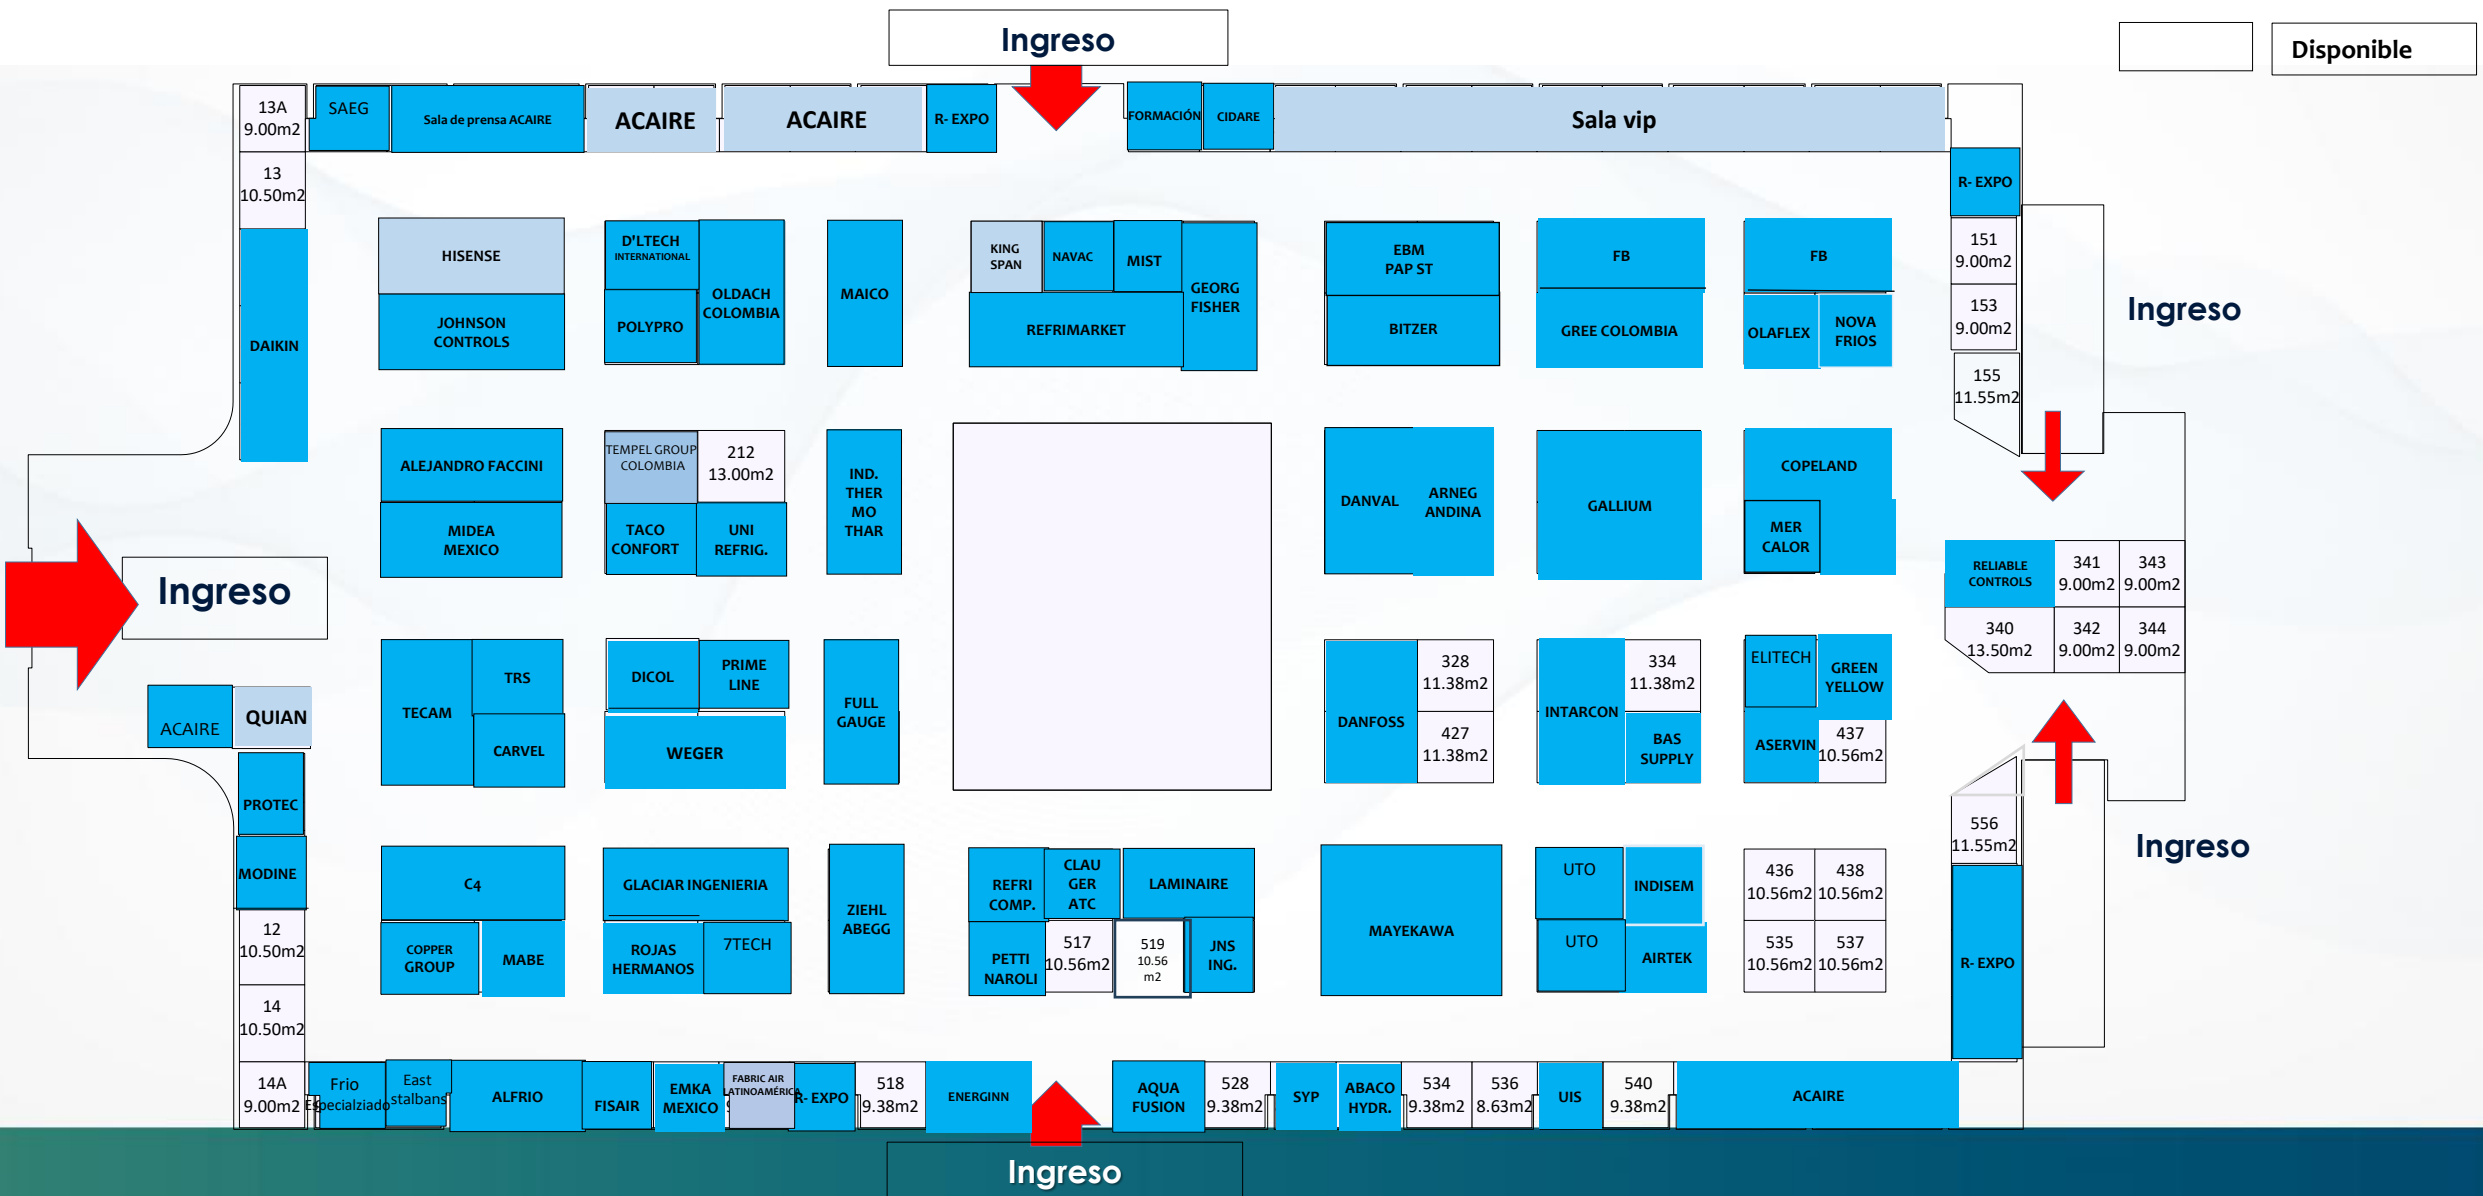 Ingreso
Disponible
13A
9.00m2
SAEG
Sala de prensa ACAIRE
ACAIRE
ACAIRE
R- EXPO
FORMACIÓN
CIDARE
Sala vip
13
10.50m2
R- EXPO
DAIKIN
HISENSE
JOHNSON
CONTROLS
D'LTECH
INTERNATIONAL
POLYPRO
OLDACH
COLOMBIA
MAICO
KING
SPAN
NAVAC
MIST
GEORG
FISHER
REFRIMARKET
EBM
PAP ST
BITZER
FB
GREE COLOMBIA
FB
OLAFLEX
NOVA
FRIOS
151
9.00m2
153
9.00m2
155
11.55m2
Ingreso
ALEJANDRO FACCINI
MIDEA
MEXICO
TEMPEL GROUP
COLOMBIA
212
13.00m2
TACO
CONFORT
UNI
REFRIG.
IND.
THER
MO
THAR
DANVAL
ARNEG
ANDINA
GALLIUM
COPELAND
MER
CALOR
RELIABLE
CONTROLS
341
9.00m2
343
9.00m2
340
13.50m2
342
9.00m2
344
9.00m2
Ingreso
ACAIRE
QUIAN
TECAM
TRS
CARVEL
DICOL
PRIME
LINE
WEGER
FULL
GAUGE
DANFOSS
328
11.38m2
427
11.38m2
INTARCON
334
11.38m2
BAS
SUPPLY
ELITECH
GREEN
YELLOW
ASERVIN
437
10.56m2
PROTEC
MODINE
556
11.55m2
Ingreso
C4
COPPER
GROUP
MABE
GLACIAR INGENIERIA
ROJAS
HERMANOS
7TECH
ZIEHL
ABEGG
REFRI
COMP.
CLAU
GER
ATC
LAMINAIRE
PETTI
NAROLI
517
10.56m2
519
10.56
m2
JNS
ING.
MAYEKAWA
UTO
INDISEM
UTO
AIRTEK
436
10.56m2
438
10.56m2
535
10.56m2
537
10.56m2
R- EXPO
12
10.50m2
14
10.50m2
14A
9.00m2
Frio
Especialziado
East
stalbans
ALFRIO
FISAIR
EMKA
MEXICO
FABRIC AIR
LATINOAMÉRICA
R- EXPO
518
9.38m2
ENERGINN
AQUA
FUSION
528
9.38m2
SYP
ABACO
HYDR.
534
9.38m2
536
8.63m2
UIS
540
9.38m2
ACAIRE
Ingreso